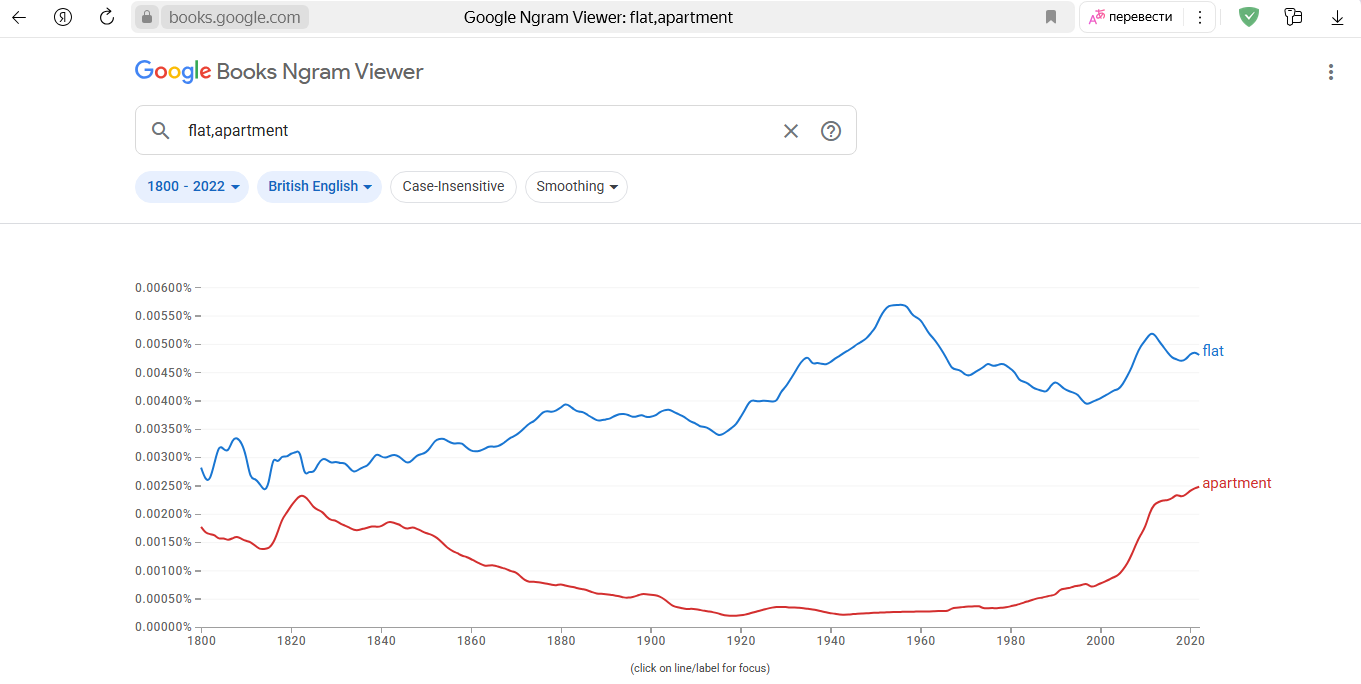 Я books.google.com Google Ngram Viewer: flat,apartment перевести
Google Books Ngram Viewer
flat,apartment
1800 - 2022 British English Case-Insensitive Smoothing
0.00600%
0.00550%
0.00500%
flat
0.00450%
0.00400%
0.00350%
0.00300%
0.00250%
apartment
0.00200%
0.00150%
0.00100%
0.00050%
0.00000%
1800 1820 1840 1860 1880 1900 1920 1940 1960 1980 2000 2020
(click on line/label for focus)